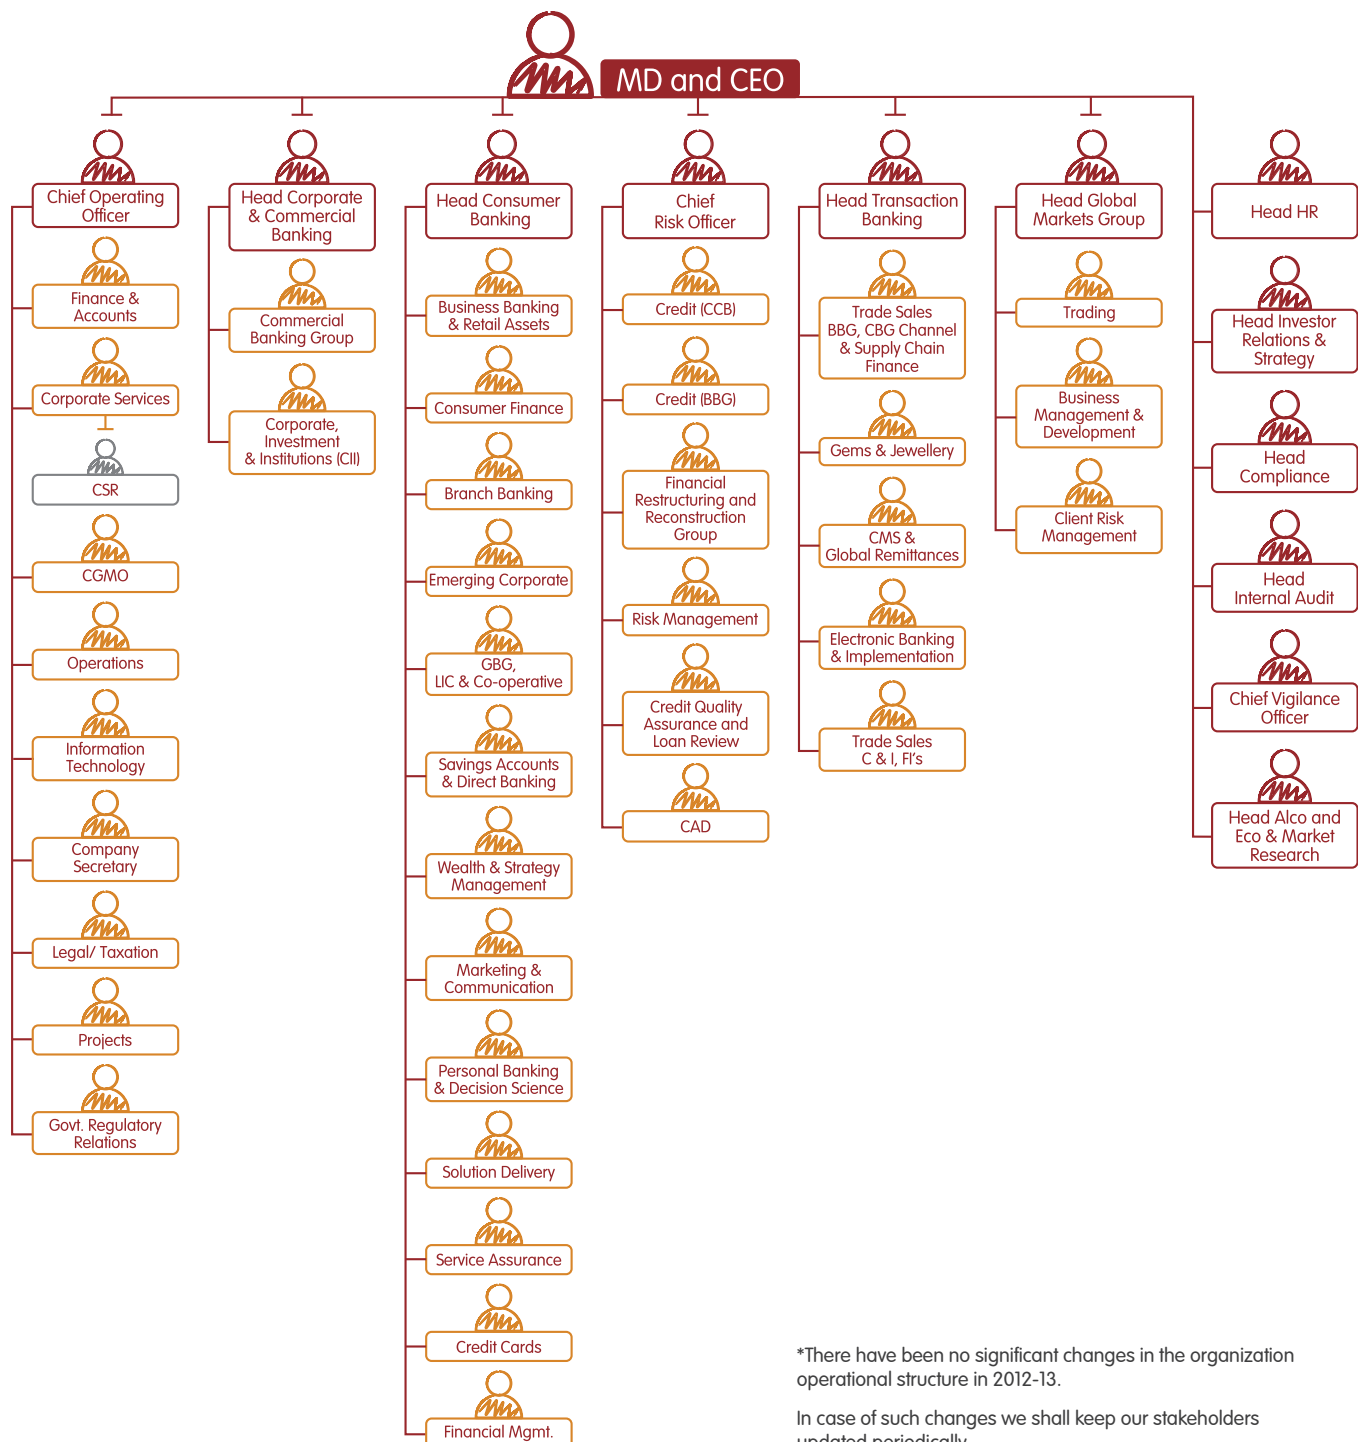 MD and CEO
Chief Operating
Officer
Finance &
Accounts
Corporate Services
CSR
CGMO
Operations
Information
Technology
Company
Secretary
Legal/ Taxation
Projects
Govt. Regulatory
Relations
Head Corporate
& Commercial
Banking
Commercial
Banking Group
Corporate,
Investment
& Institutions (CII)
Head Consumer
Banking
Business Banking
& Retail Assets
Consumer Finance
Branch Banking
Emerging Corporate
GBG,
LIC & Co-operative
Savings Accounts
& Direct Banking
Wealth & Strategy
Management
Marketing &
Communication
Personal Banking
& Decision Science
Solution Delivery
Service Assurance
Credit Cards
Financial Mgmt.
Chief
Risk Officer
Credit (CCB)
Credit (BBG)
Financial
Restructuring and
Reconstruction
Group
Risk Management
Credit Quality
Assurance and
Loan Review
CAD
Head Transaction
Banking
Trade Sales
BBG, CBG Channel
& Supply Chain
Finance
Gems & Jewellery
CMS &
Global Remittances
Electronic Banking
& Implementation
Trade Sales
C & I, FI's
Head Global
Markets Group
Trading
Business
Management &
Development
Client Risk
Management
Head HR
Head Investor
Relations &
Strategy
Head
Compliance
Head
Internal Audit
Chief Vigilance
Officer
Head Alco and
Eco & Market
Research
*There have been no significant changes in the organization
operational structure in 2012-13.
In case of such changes we shall keep our stakeholders
updated periodically